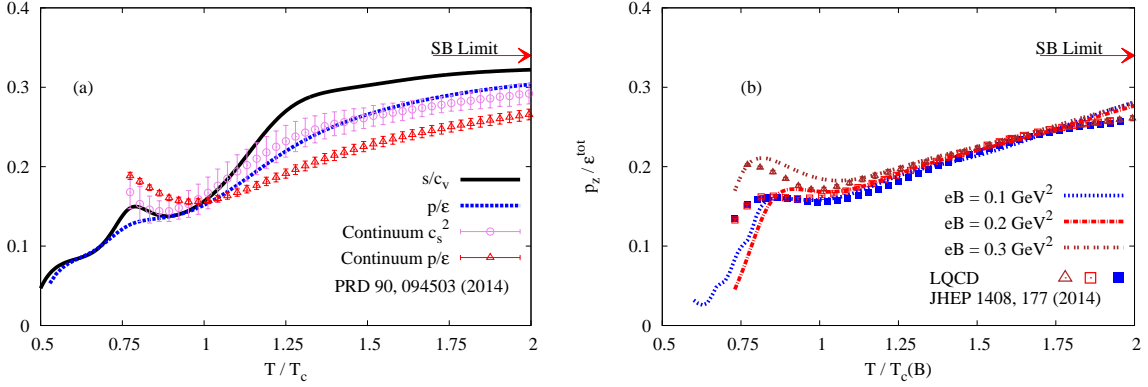 0
0.1
0.2
0.3
0.4
0.5
0.75
1
1.25
1.5
1.75
2
T / T_c
(a)
SB Limit
s/c_v
p/ε
Continuum c_s^2
Continuum p/ε
PRD 90, 094503 (2014)
0
0.1
0.2
0.3
0.4
0.5
0.75
1
1.25
1.5
1.75
2
p_z / ε^tot
T / T_c(B)
(b)
SB Limit
eB = 0.1 GeV^2
eB = 0.2 GeV^2
eB = 0.3 GeV^2
LQCD
JHEP 1408, 177 (2014)